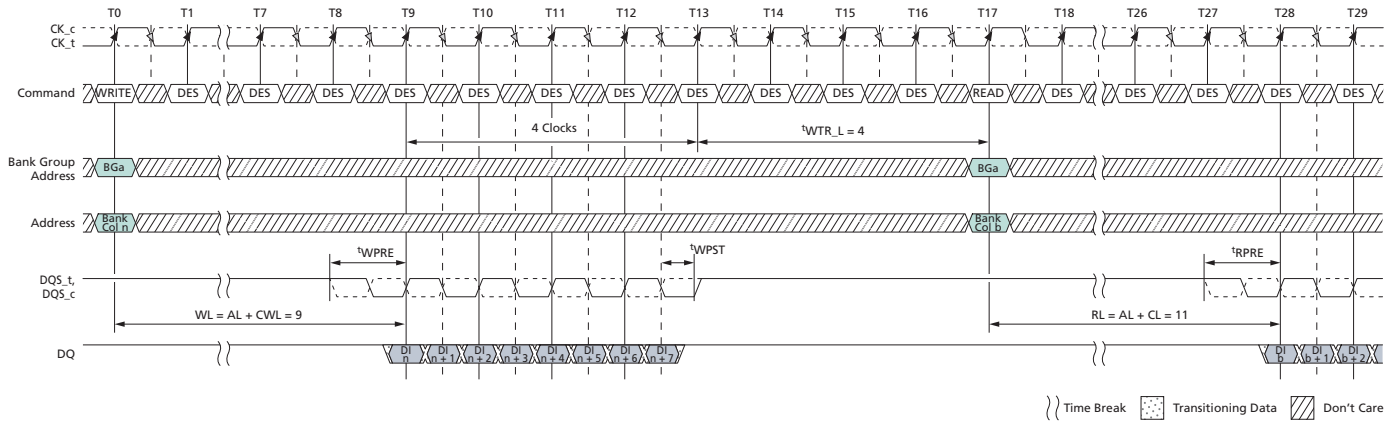 T0 T1 T7 T8 T9 T10 T11 T12 T13 T14 T15 T16 T17 T18 T26 T27 T28 T29
CK_c
CK_t
Command WRITE DES DES DES DES DES DES DES DES DES DES DES READ DES DES DES DES DES
4 Clocks tWTR_L = 4
Bank Group
Address
BGa BGa
Address
Bank
Col n
Bank
Col b
tWPRE tWPST tRPRE
DQS_t,
DQS_c
WL = AL + CWL = 9 RL = AL + CL = 11
DQ
DI
n
DI
n + 1
DI
n + 2
DI
n + 3
DI
n + 4
DI
n + 5
DI
n + 6
DI
n + 7
DI
b
DI
b + 1
DI
b + 2
Time Break Transitioning Data Don't Care